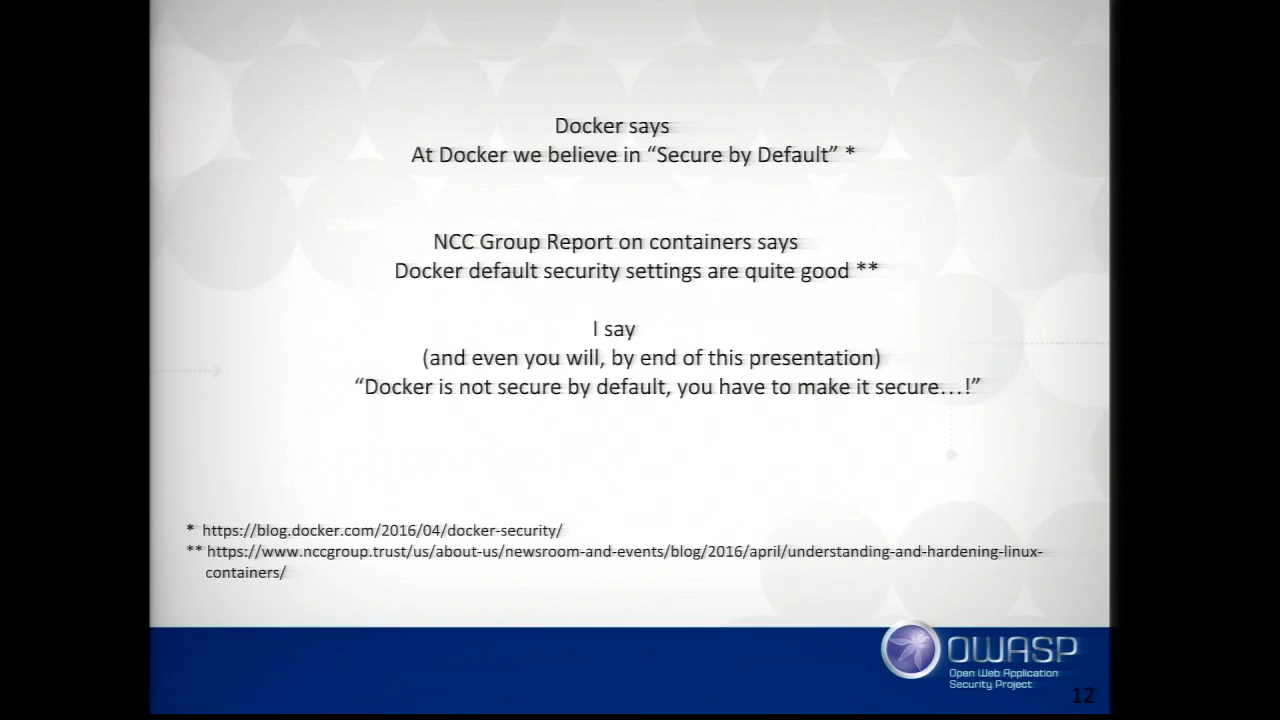 Docker says
At Docker we believe in “Secure by Default” *
NCC Group Report on containers says
Docker default security settings are quite good **
I say
(and even you will, by end of this presentation)
“Docker is not secure by default, you have to make it secure…!”
* https://blog.docker.com/2016/04/docker-security/
** https://www.nccgroup.trust/us/about-us/newsroom-and-events/blog/2016/april/understanding-and-hardening-linux-
containers/
OWASP
Open Web Application
Security Project
12